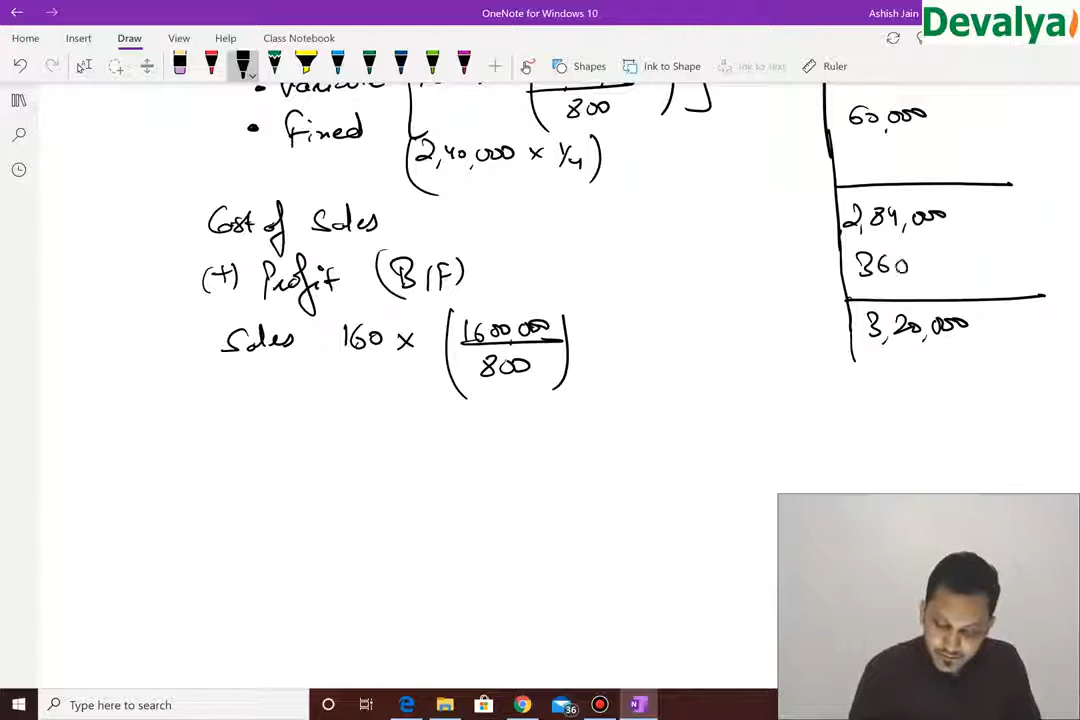 OneNote for Windows 10
Ashish Jain
Devalya
Home Insert Draw View Help Class Notebook
Shapes Ink to Shape Ink to Text Ruler
800
60,000
• fixed
(2,40,000 × 1/4)
Cost of Sales 2,84,000
(+) Profit (B/F) 360
Sales 160 × (1600,000 3,20,000
800)
Type here to search
36